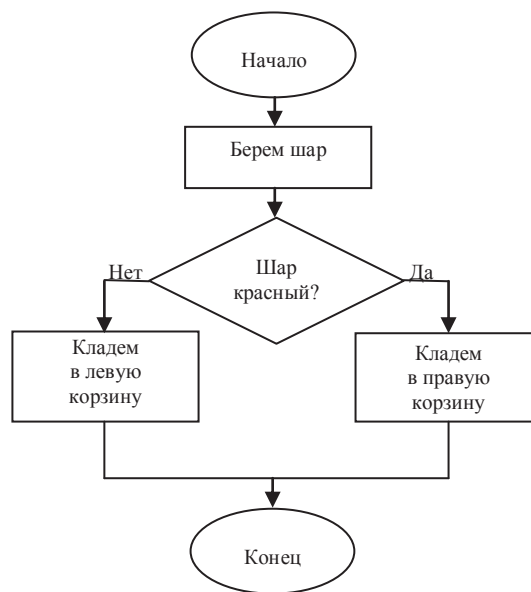 Начало
Берем шар
Шар
красный?
Нет
Да
Кладем
в левую
корзину
Кладем
в правую
корзину
Конец